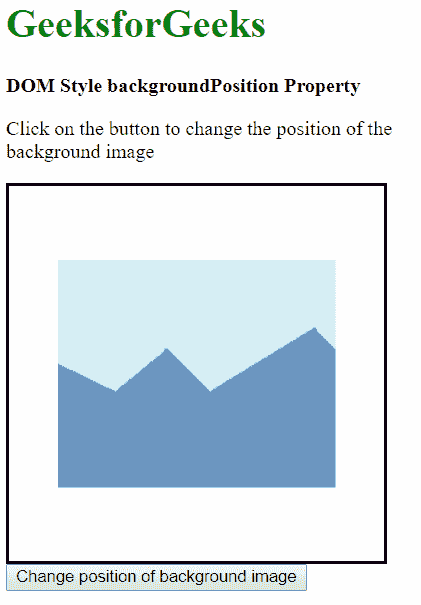 GeeksforGeeks
DOM Style backgroundPosition Property
Click on the button to change the position of the
background image
Change position of background image